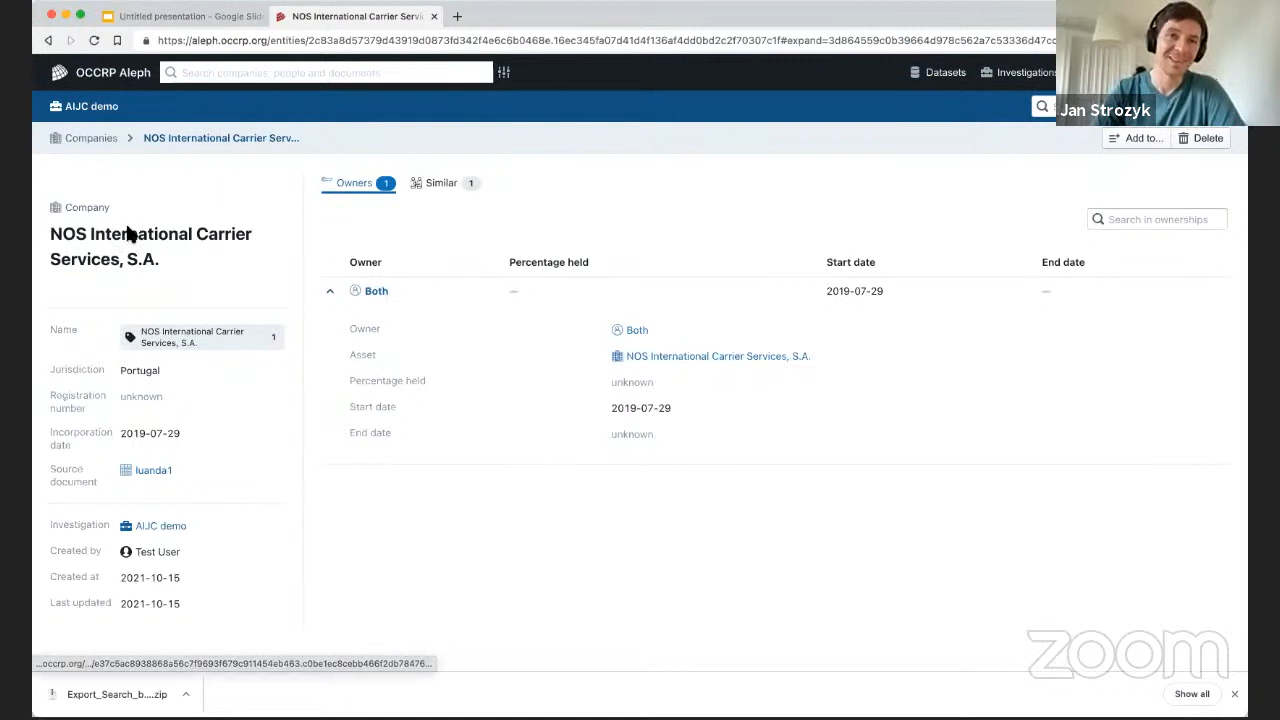 Untitled presentation - Google Slid
NOS International Carrier Servic
https://aleph.occrp.org/entities/
OCCRP Aleph
Search companies, people and documents
Datasets
Investigations
Jan Strozyk
AIJC demo
Companies
NOS International Carrier Serv...
Add to...
Delete
Owners 1
Similar 1
Company
NOS International Carrier
Services, S.A.
Search in ownerships
Owner Percentage held Start date End date
Both — 2019-07-29 —
Name
NOS International Carrier
Services, S.A.
1
Jurisdiction Portugal
Registration
number
unknown
Incorporation
date
2019-07-29
Source
document
luanda1
Owner Both
Asset NOS International Carrier Services, S.A.
Percentage held unknown
Start date 2019-07-29
End date unknown
Investigation AIJC demo
Created by Test User
Created at 2021-10-15
Last updated 2021-10-15
zoom
Export_Search_b....zip
Show all